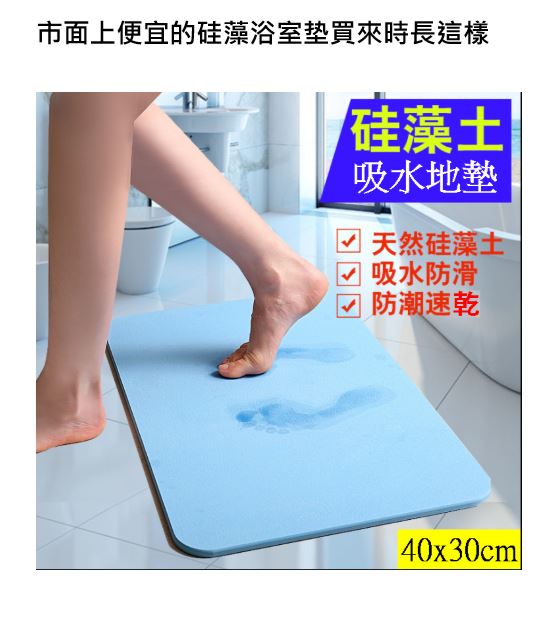 市面上便宜的硅藻浴室墊買來時長這樣
硅藻土
吸水地墊
天然硅藻土
吸水防滑
防潮速乾
40x30cm